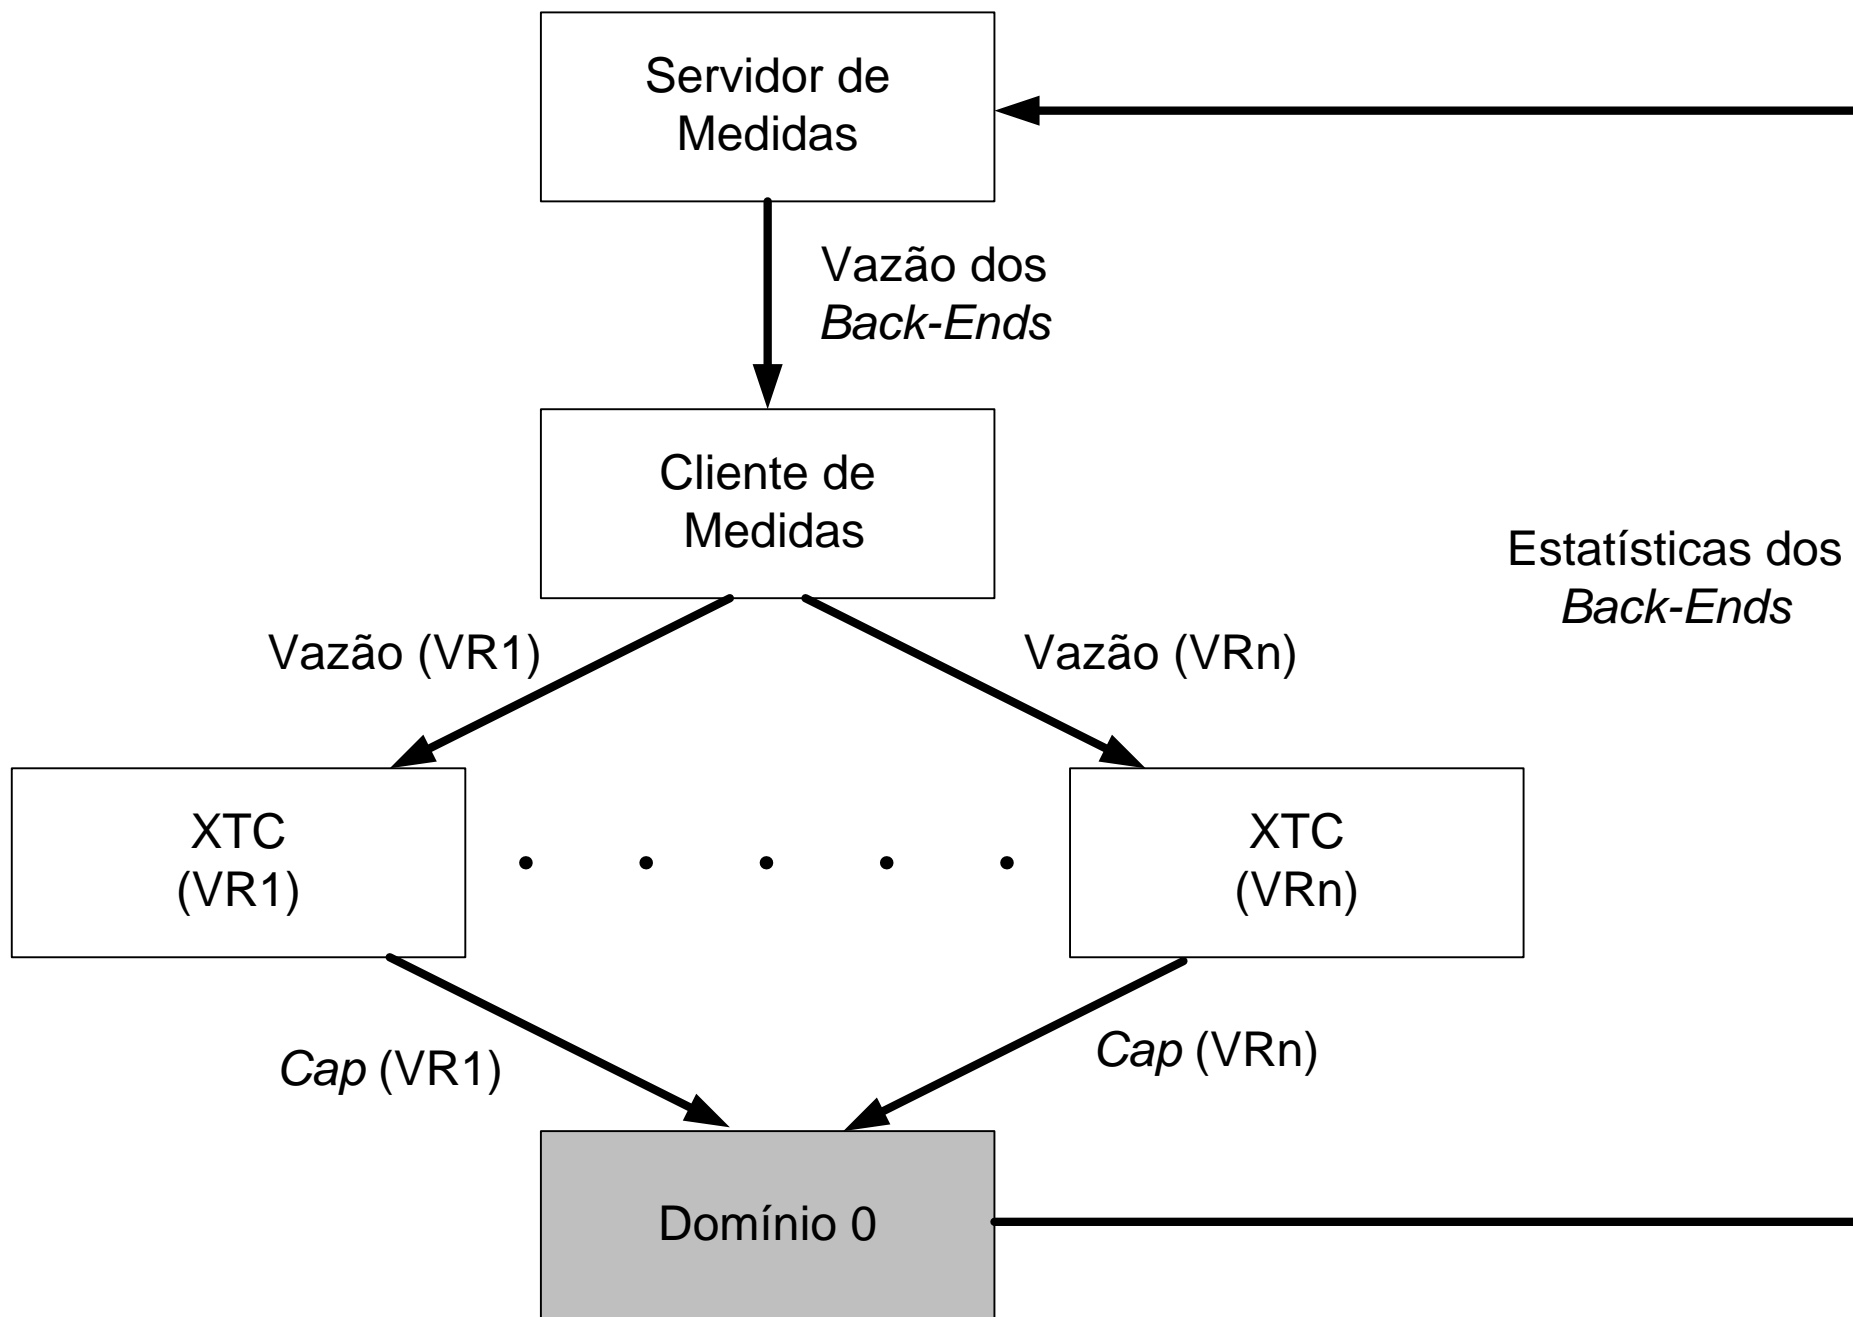 Servidor de
Medidas
Vazão dos
Back-Ends
Cliente de
Medidas
Estatísticas dos
Back-Ends
Vazão (VR1)
Vazão (VRn)
XTC
(VR1)
XTC
(VRn)
Cap (VR1)
Cap (VRn)
Domínio 0